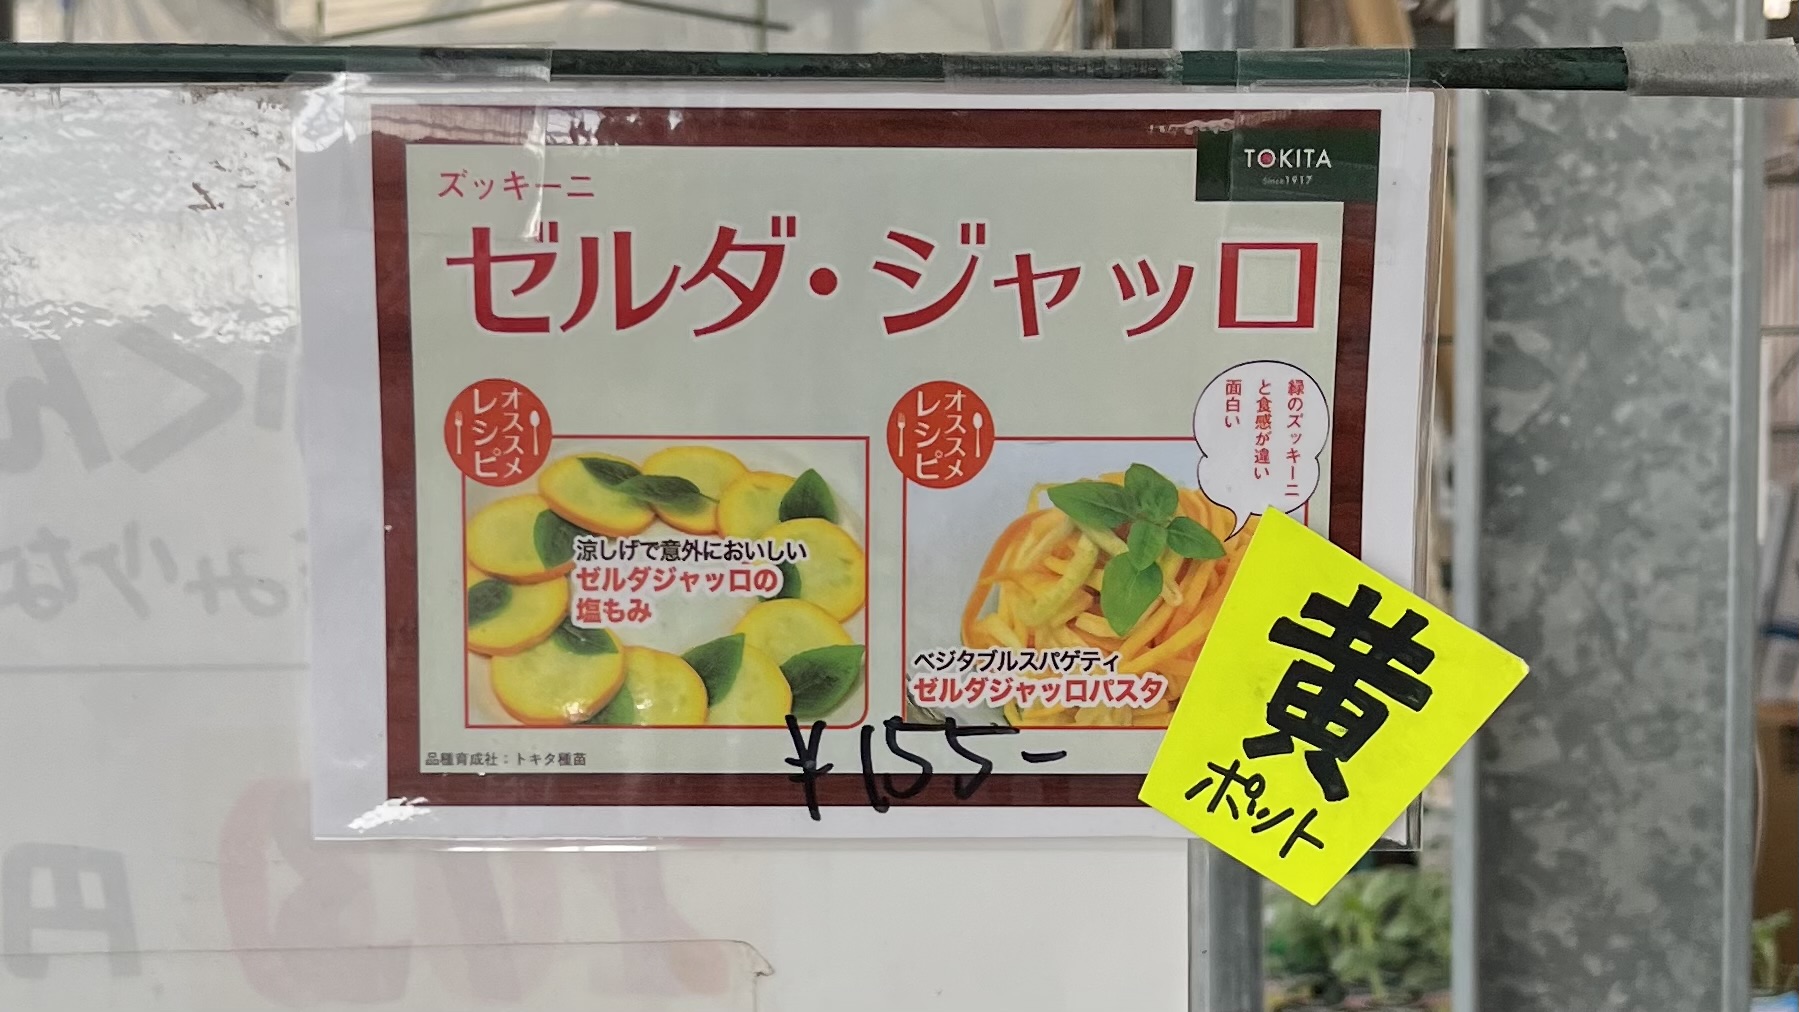 TOKITA
Since 1917
ズッキーニ
ゼルダ・ジャッロ
オススメ
レシピ
涼しげで意外においしい
ゼルダジャッロの
塩もみ
オススメ
レシピ
緑のズッキーニ
と食感が違い
面白い
ベジタブルスパゲティ
ゼルダジャッロパスタ
品種育成社：トキタ種苗
¥155-
黄
ポット